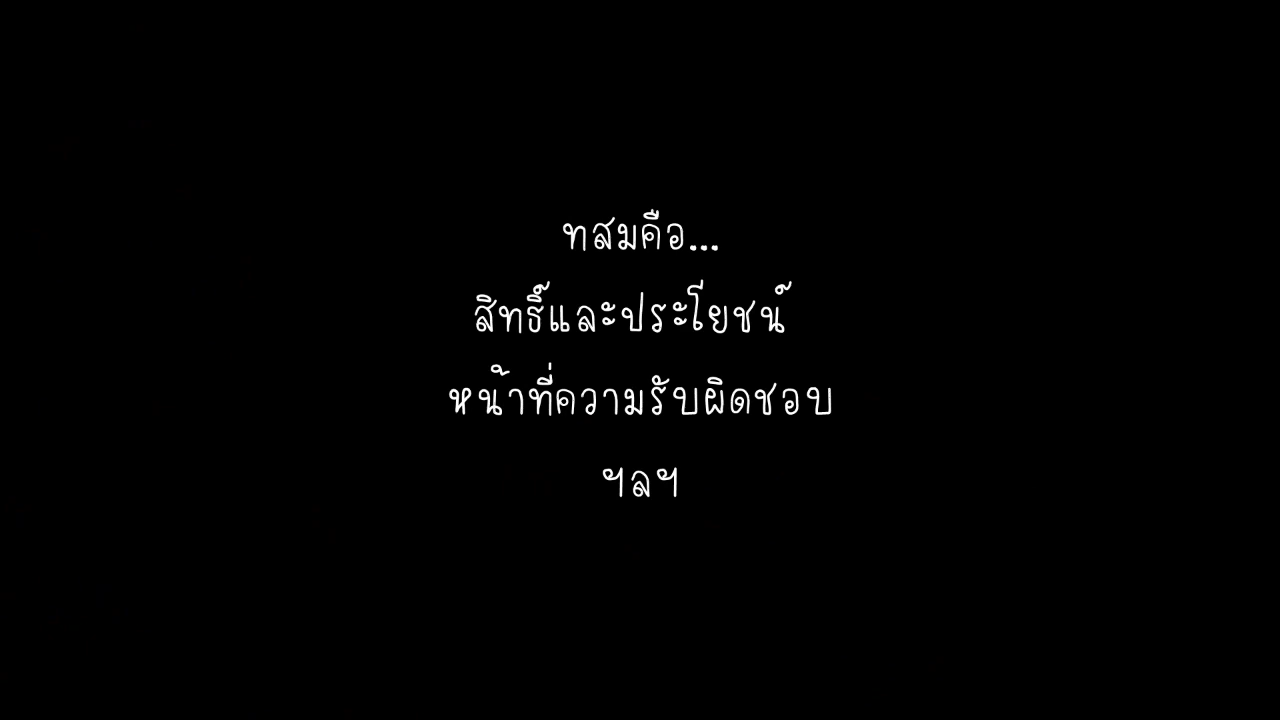 ทสมคือ...
สิทธิ์และประโยชน์
หน้าที่ความรับผิดชอบ
ฯลฯ